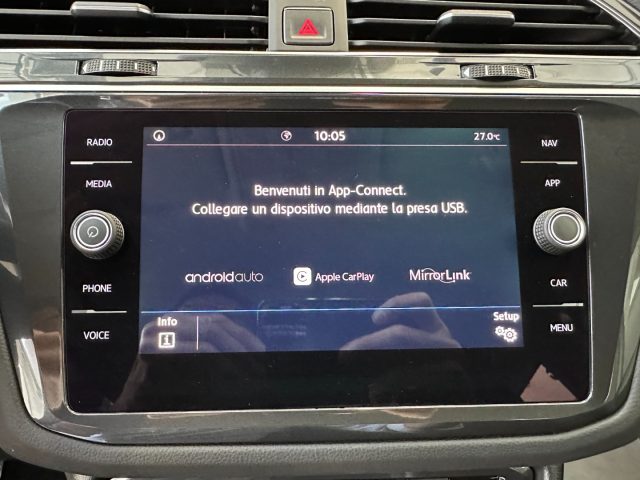 RADIO
MEDIA
PHONE
VOICE
10:05
27.0°C
Benvenuti in App-Connect.
Collegare un dispositivo mediante la presa USB.
androidauto
Apple CarPlay
MirrorLink
Info
Setup
NAV
APP
CAR
MENU